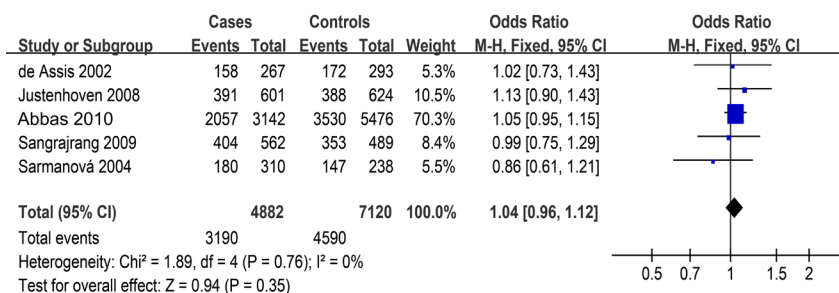 Cases Controls Odds Ratio Odds Ratio
Study or Subgroup Events Total Events Total Weight M-H, Fixed, 95% CI M-H, Fixed, 95% CI
de Assis 2002 158 267 172 293 5.3% 1.02 [0.73, 1.43]
Justenhoven 2008 391 601 388 624 10.5% 1.13 [0.90, 1.43]
Abbas 2010 2057 3142 3530 5476 70.3% 1.05 [0.95, 1.15]
Sangrajrang 2009 404 562 353 489 8.4% 0.99 [0.75, 1.29]
Sarmanová 2004 180 310 147 238 5.5% 0.86 [0.61, 1.21]
Total (95% CI) 4882 7120 100.0% 1.04 [0.96, 1.12]
Total events 3190 4590
Heterogeneity: Chi² = 1.89, df = 4 (P = 0.76); I² = 0%
Test for overall effect: Z = 0.94 (P = 0.35)
0.5 0.7 1 1.5 2